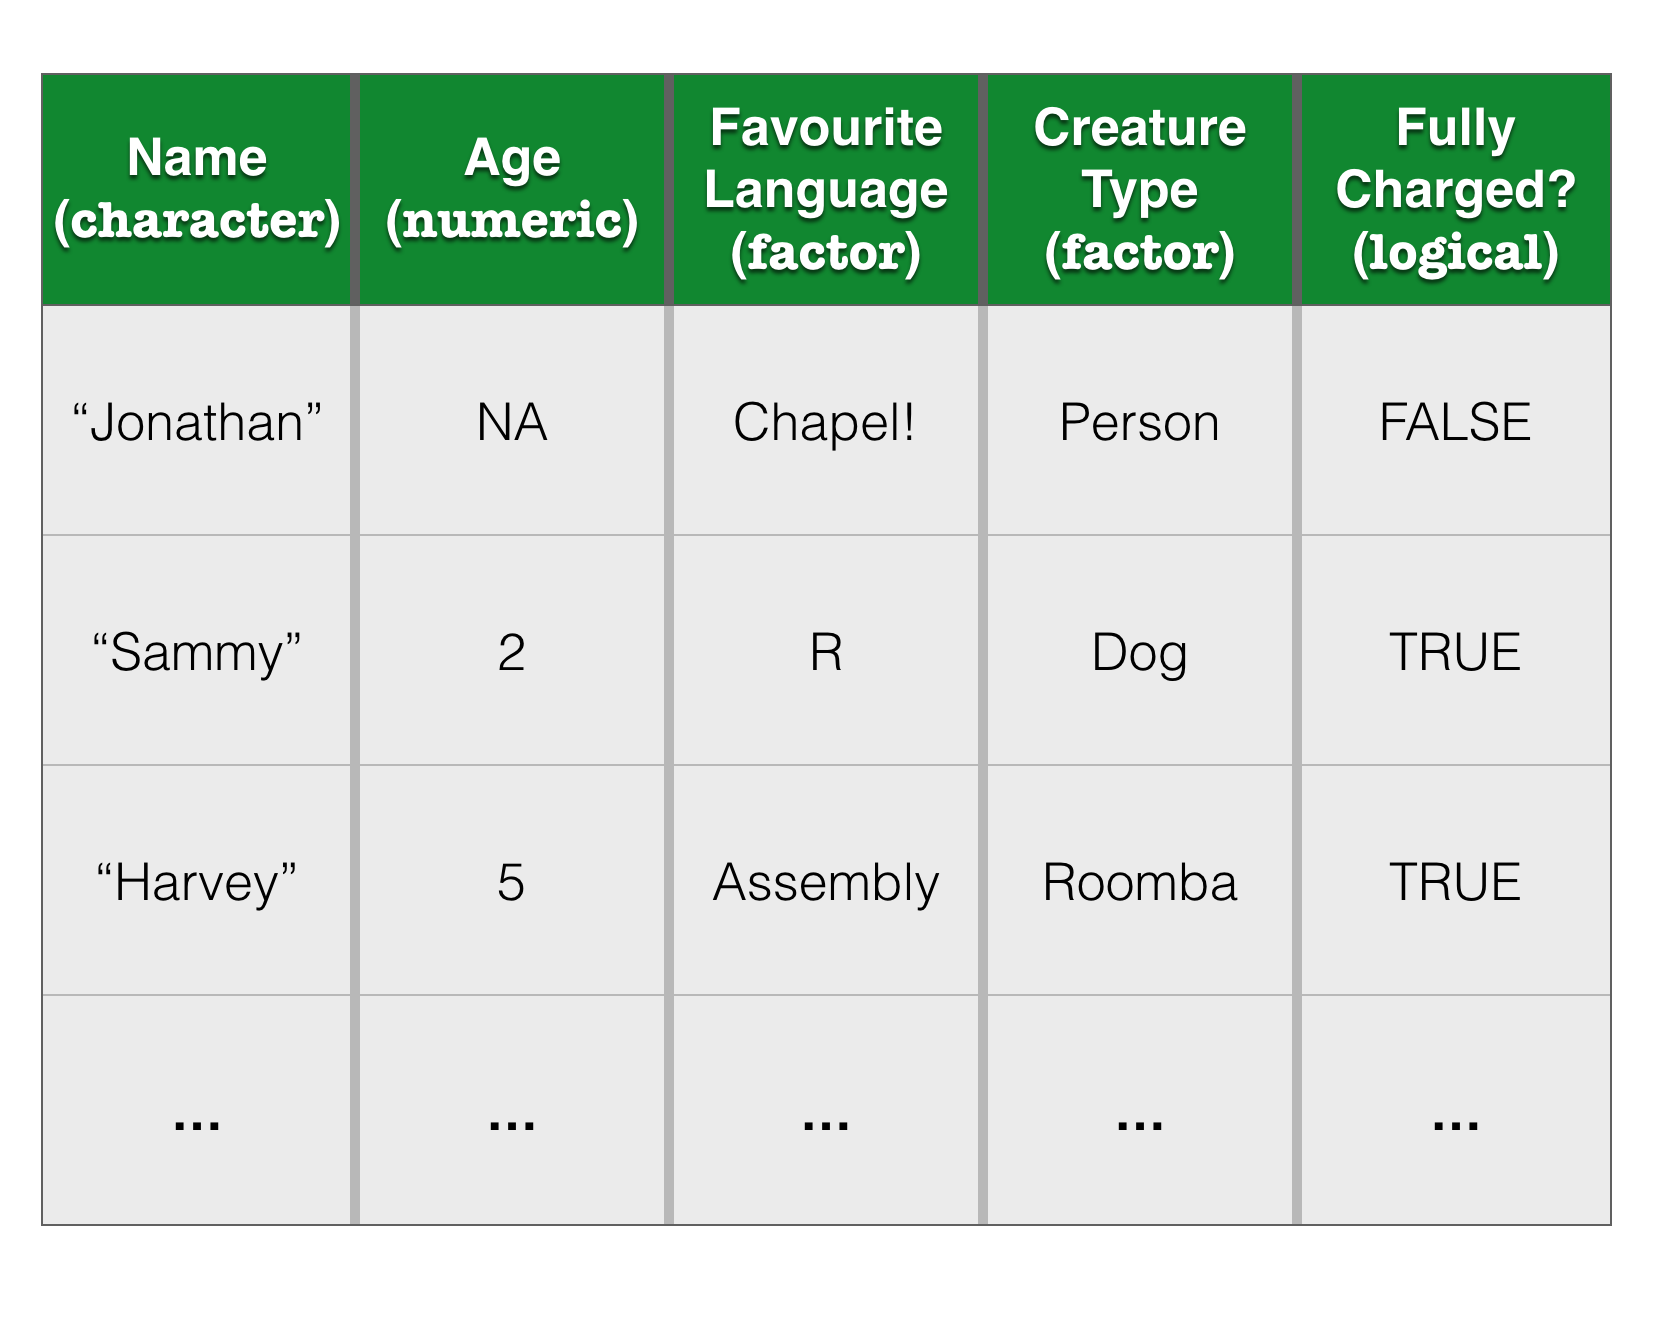 Name
(character)
Age
(numeric)
Favourite
Language
(factor)
Creature
Type
(factor)
Fully
Charged?
(logical)
“Jonathan” NA Chapel! Person FALSE
“Sammy” 2 R Dog TRUE
“Harvey” 5 Assembly Roomba TRUE
... ... ... ... ...